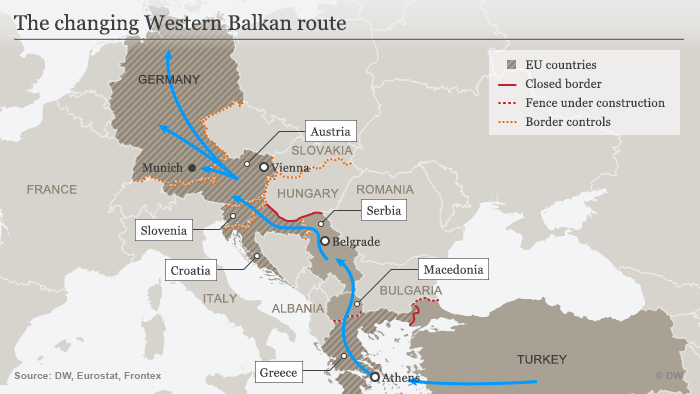 The changing Western Balkan route
EU countries
Closed border
Fence under construction
Border controls
GERMANY
Austria
SLOVAKIA
Munich
Vienna
FRANCE
HUNGARY
ROMANIA
Serbia
Slovenia
Belgrade
Croatia
Macedonia
BULGARIA
ITALY
ALBANIA
TURKEY
Greece
Athens
Source: DW, Eurostat, Frontex
© DW